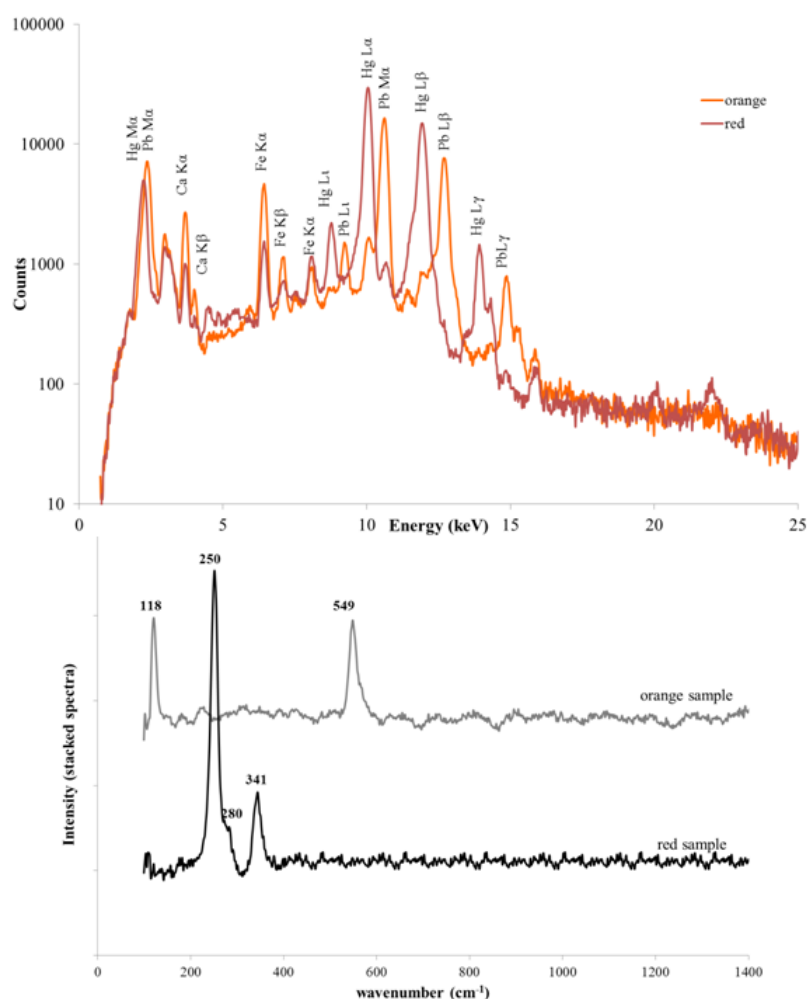 100000
10000
1000
100
10
Counts
Hg Mα
Pb Mα
Ca Kα
Ca Kβ
Fe Kα
Fe Kβ
Fe Kα
Hg Lι
Pb Lι
Hg Lα
Pb Mα
Hg Lβ
Pb Lβ
Hg Lγ
PbLγ
orange
red
0
5
10
15
20
25
Energy (keV)
250
118
549
orange sample
341
280
red sample
Intensity (stacked spectra)
0
200
400
600
800
1000
1200
1400
wavenumber (cm⁻¹)